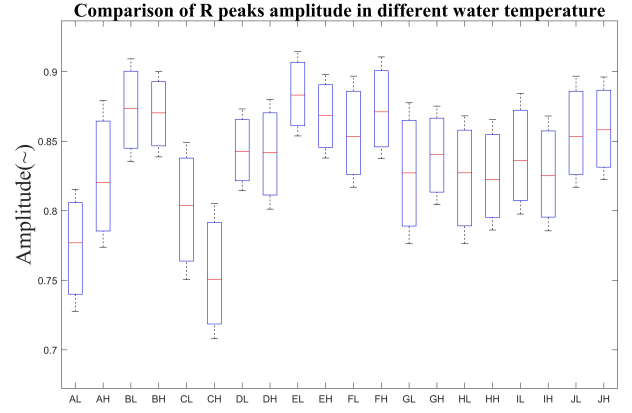 Comparison of R peaks amplitude in different water temperature
Amplitude(~)
0.9
0.85
0.8
0.75
0.7
AL AH BL BH CL CH DL DH EL EH FL FH GL GH HL HH IL IH JL JH